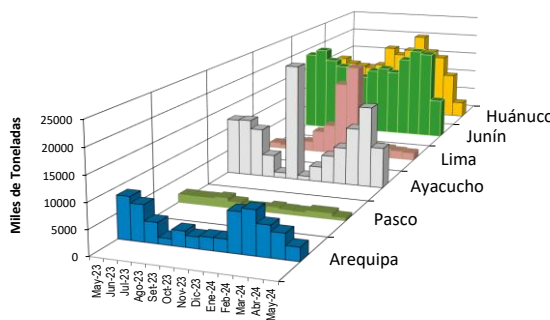 Miles de Toneladas
25000
20000
15000
10000
5000
0
May-23
Jun-23
Jul-23
Ago-23
Set-23
Oct-23
Nov-23
Dic-23
Ene-24
Feb-24
Mar-24
Abr-24
May-24
Arequipa
Pasco
Ayacucho
Lima
Junín
Huánuco